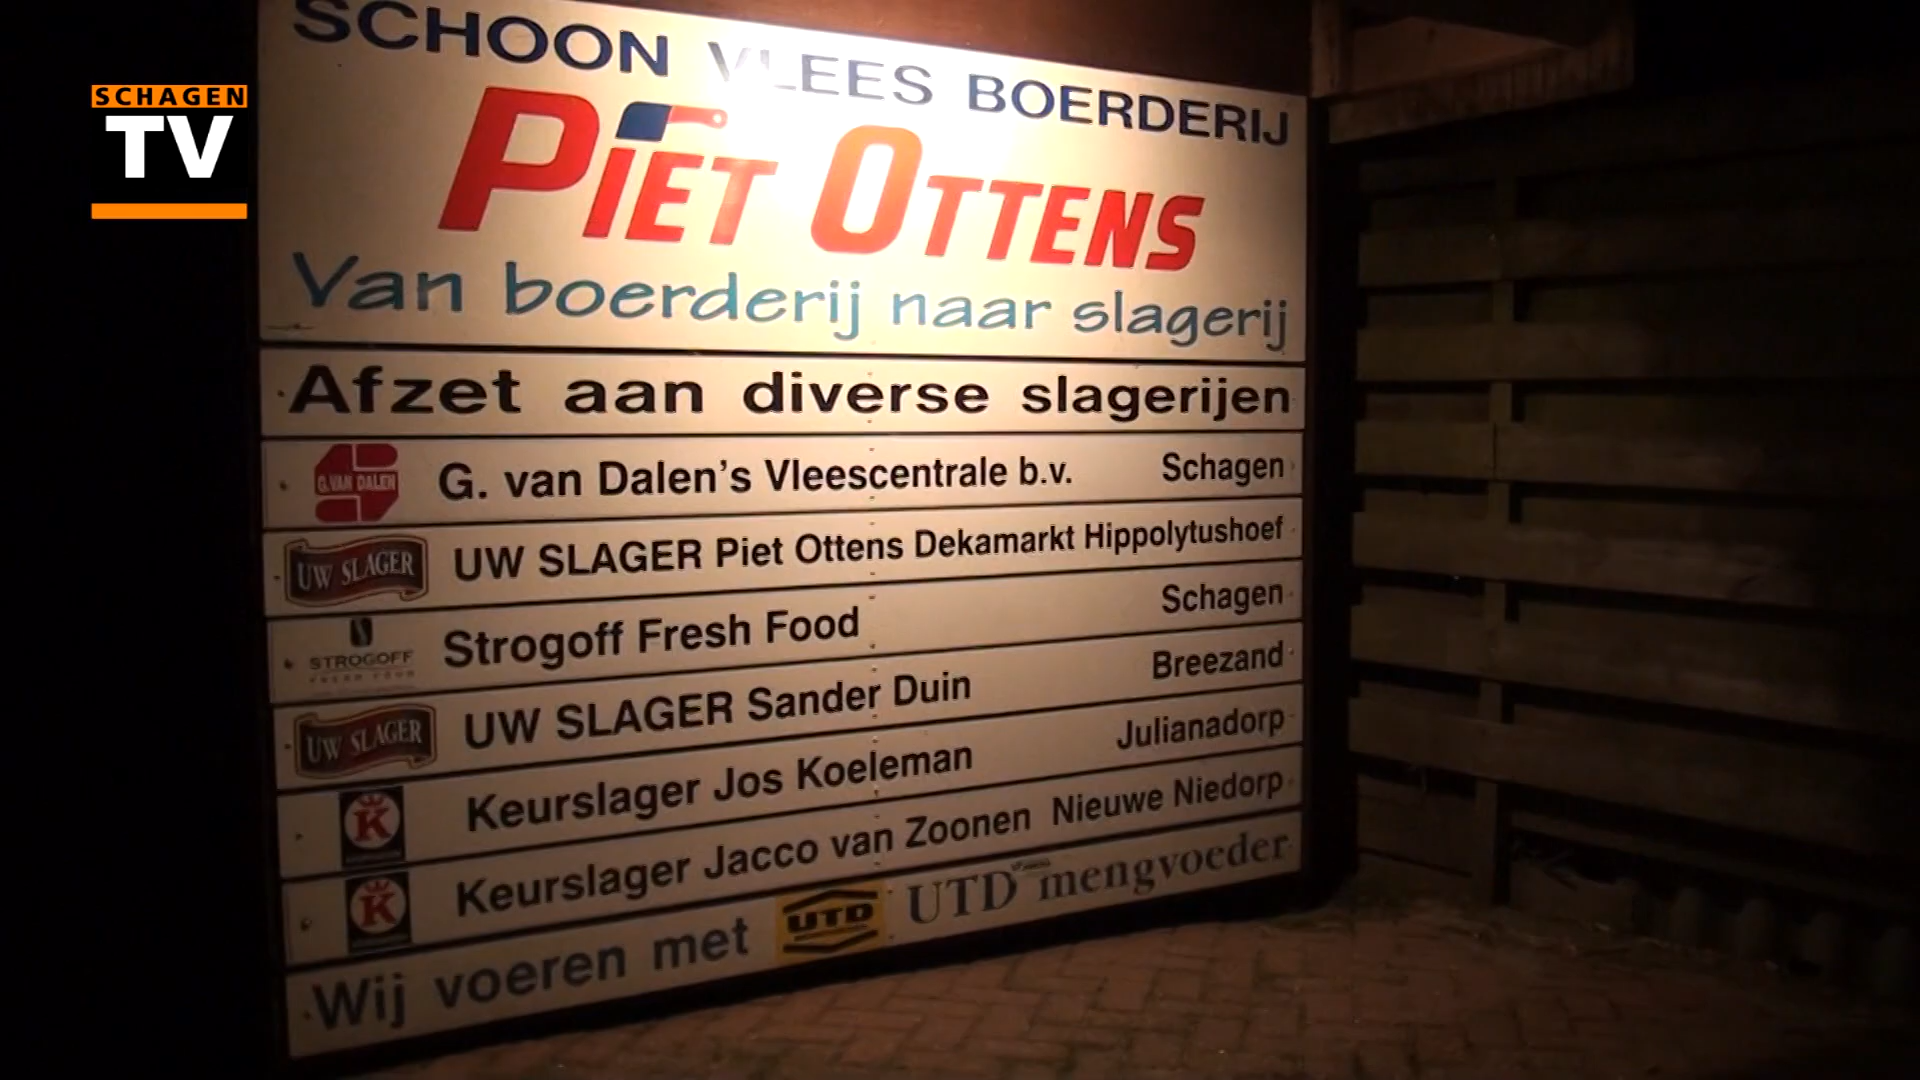 SCHAGEN
TV
SCHOON VLEES BOERDERIJ
PIET OTTENS
Van boerderij naar slagerij
Afzet aan diverse slagerijen
G. VAN DALEN G. van Dalen's Vleescentrale b.v. Schagen
UW SLAGER UW SLAGER Piet Ottens Dekamarkt Hippolytushoef
STROGOFF FRESH FOOD Strogoff Fresh Food Schagen
UW SLAGER UW SLAGER Sander Duin Breezand
K Keurslager Jos Koeleman Julianadorp
K Keurslager Jacco van Zoonen Nieuwe Niedorp
Wij voeren met UTD UTD mengvoeder